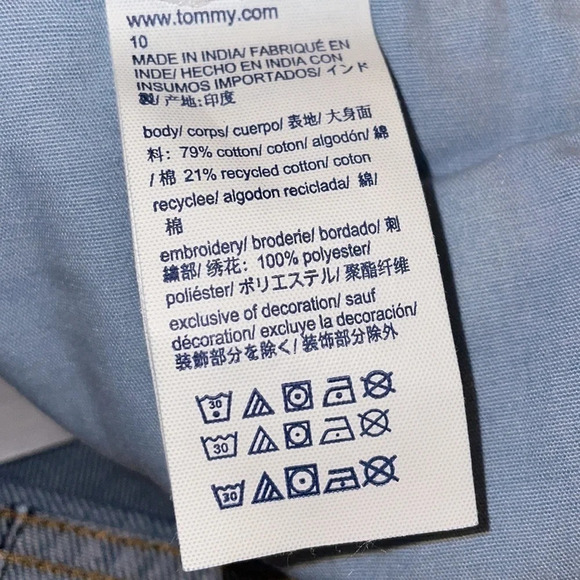 www.tommy.com
10
MADE IN INDIA/ FABRIQUÉ EN
INDE/ HECHO EN INDIA CON
INSUMOS IMPORTADOS/ インド
製/ 产地:印度
body/ corps/ cuerpo/ 表地/ 大身面
料: 79% cotton/ coton/ algodón/ 綿
/ 棉 21% recycled cotton/ coton
recyclee/ algodon reciclada/ 綿/
棉
embroidery/ broderie/ bordado/ 刺
繍部/ 绣花: 100% polyester/
poliéster/ ポリエステル/ 聚酯纤维
exclusive of decoration/ sauf
décoration/ excluye la decoración/
装飾部分を除く/ 装饰部分除外
30
30
30